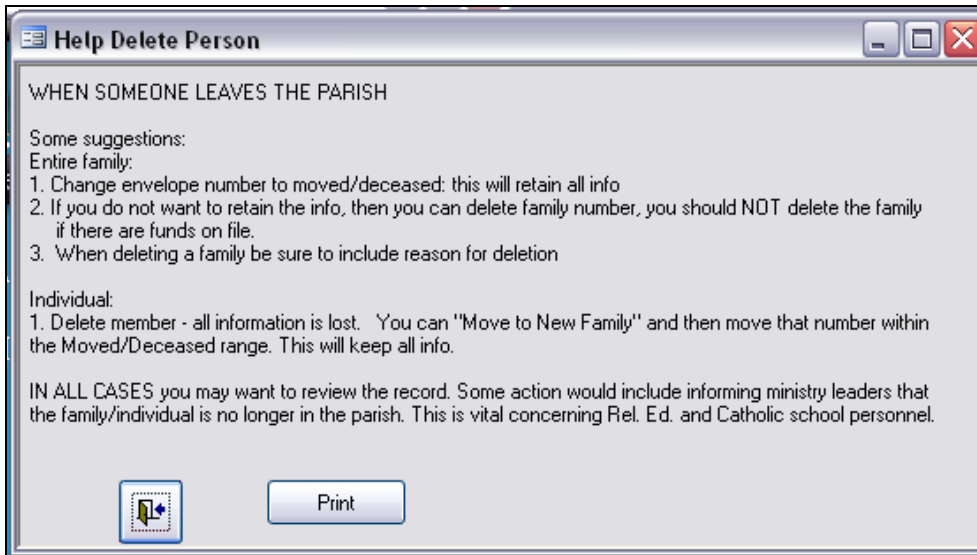 Help Delete Person
WHEN SOMEONE LEAVES THE PARISH
Some suggestions:
Entire family:
1. Change envelope number to moved/deceased: this will retain all info
2. If you do not want to retain the info, then you can delete family number, you should NOT delete the family
if there are funds on file.
3. When deleting a family be sure to include reason for deletion
Individual:
1. Delete member - all information is lost. You can "Move to New Family" and then move that number within
the Moved/Deceased range. This will keep all info.
IN ALL CASES you may want to review the record. Some action would include informing ministry leaders that
the family/individual is no longer in the parish. This is vital concerning Rel. Ed. and Catholic school personnel.
Print